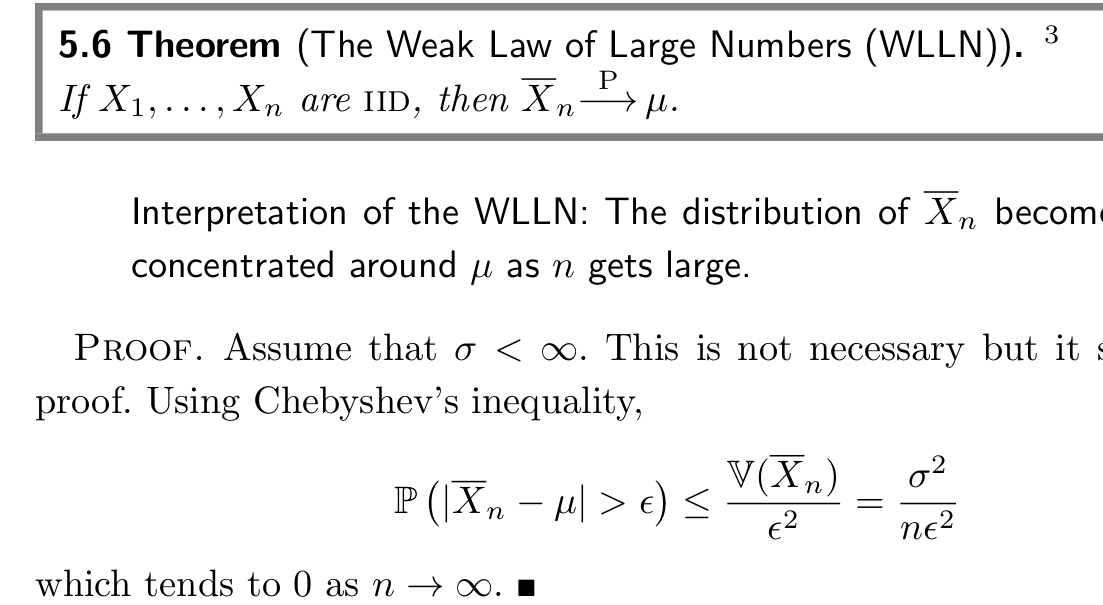 5.6 Theorem (The Weak Law of Large Numbers (WLLN)). ³
If X₁, . . . , Xₙ are IID, then X̅ₙ —P→ μ.
Interpretation of the WLLN: The distribution of X̅ₙ
concentrated around μ as n gets large.
PROOF. Assume that σ < ∞. This is not necessary but it
proof. Using Chebyshev's inequality,
ℙ (|X̅ₙ − μ| > ϵ) ≤ 𝕍(X̅ₙ)/ϵ² = σ²/nϵ²
which tends to 0 as n → ∞. ■